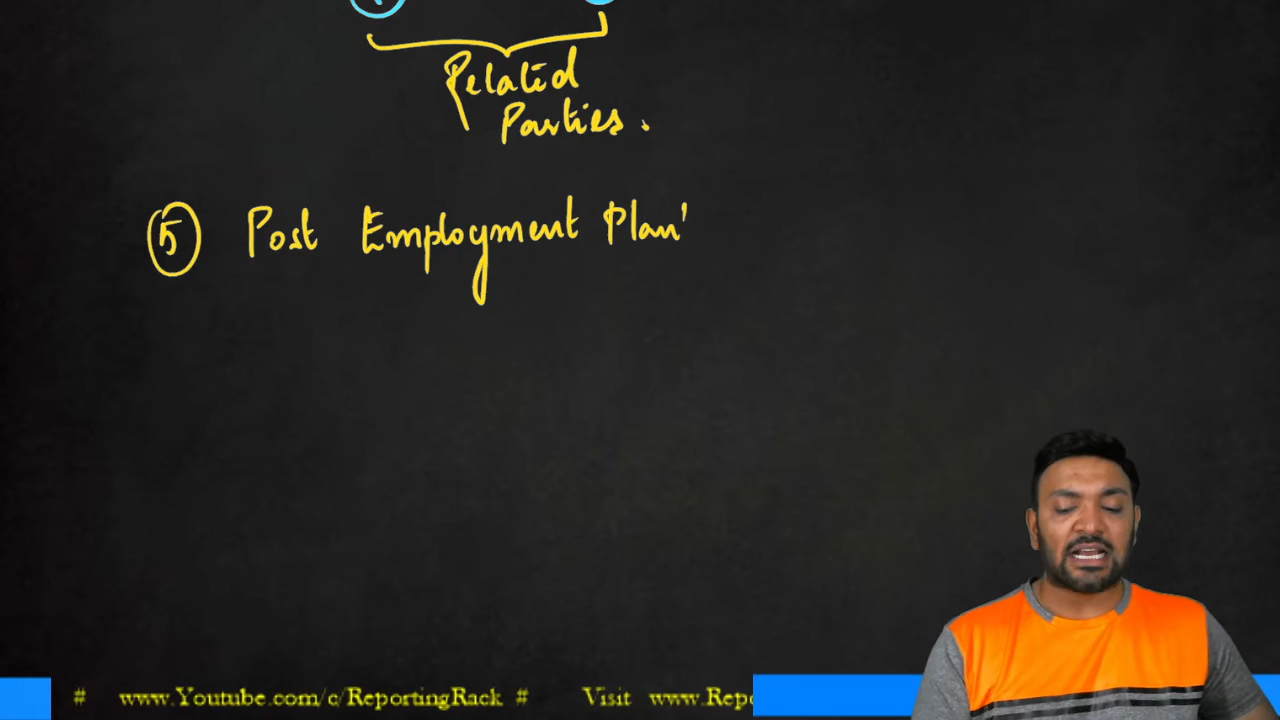 Related
Parties.
5 Post Employment Plan'
# www.Youtube.com/c/ReportingRack # Visit www.Repo